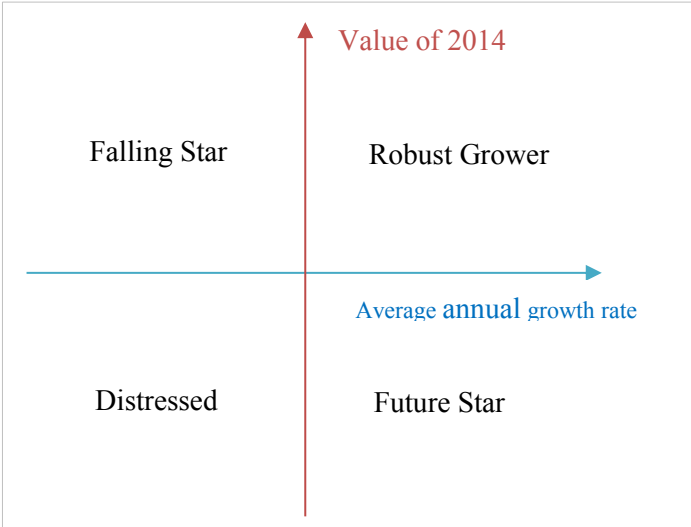 Value of 2014
Falling Star
Robust Grower
Average annual growth rate
Distressed
Future Star